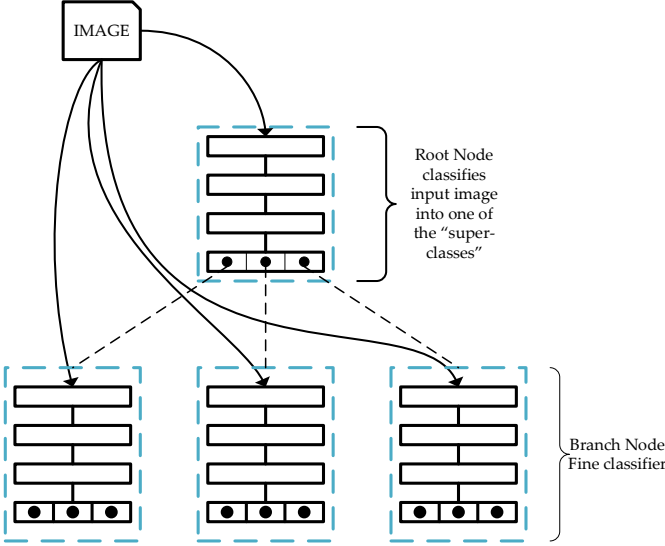 IMAGE
Root Node
classifies
input image
into one of
the “super-
classes”
Branch Node
Fine classifier